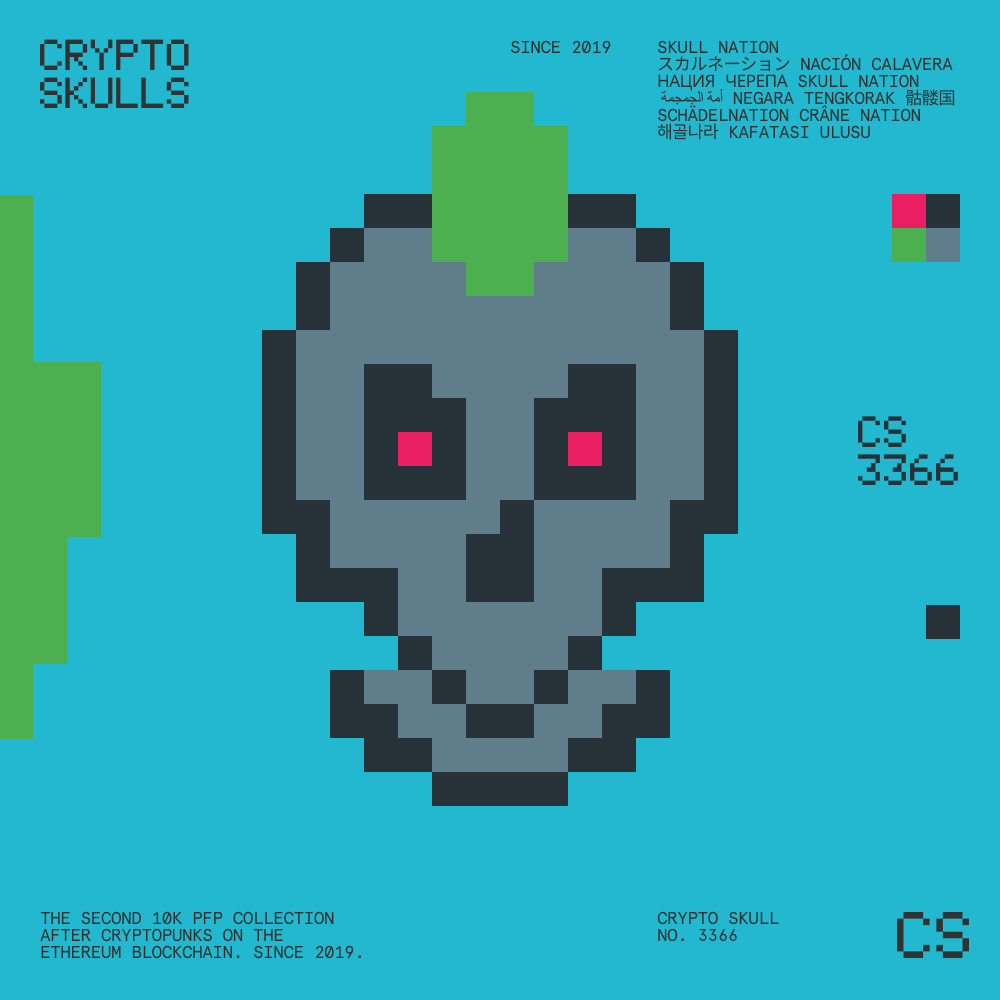 CRYPTO
SKULLS
SINCE 2019
SKULL NATION
スカルネーション NACIÓN CALAVERA
НАЦИЯ ЧЕРЕПА SKULL NATION
أمة الجمجمة NEGARA TENGKORAK 骷髅国
SCHÄDELNATION CRÂNE NATION
해골나라 KAFATASI ULUSU
CS
3366
THE SECOND 10K PFP COLLECTION
AFTER CRYPTOPUNKS ON THE
ETHEREUM BLOCKCHAIN. SINCE 2019.
CRYPTO SKULL
NO. 3366
CS